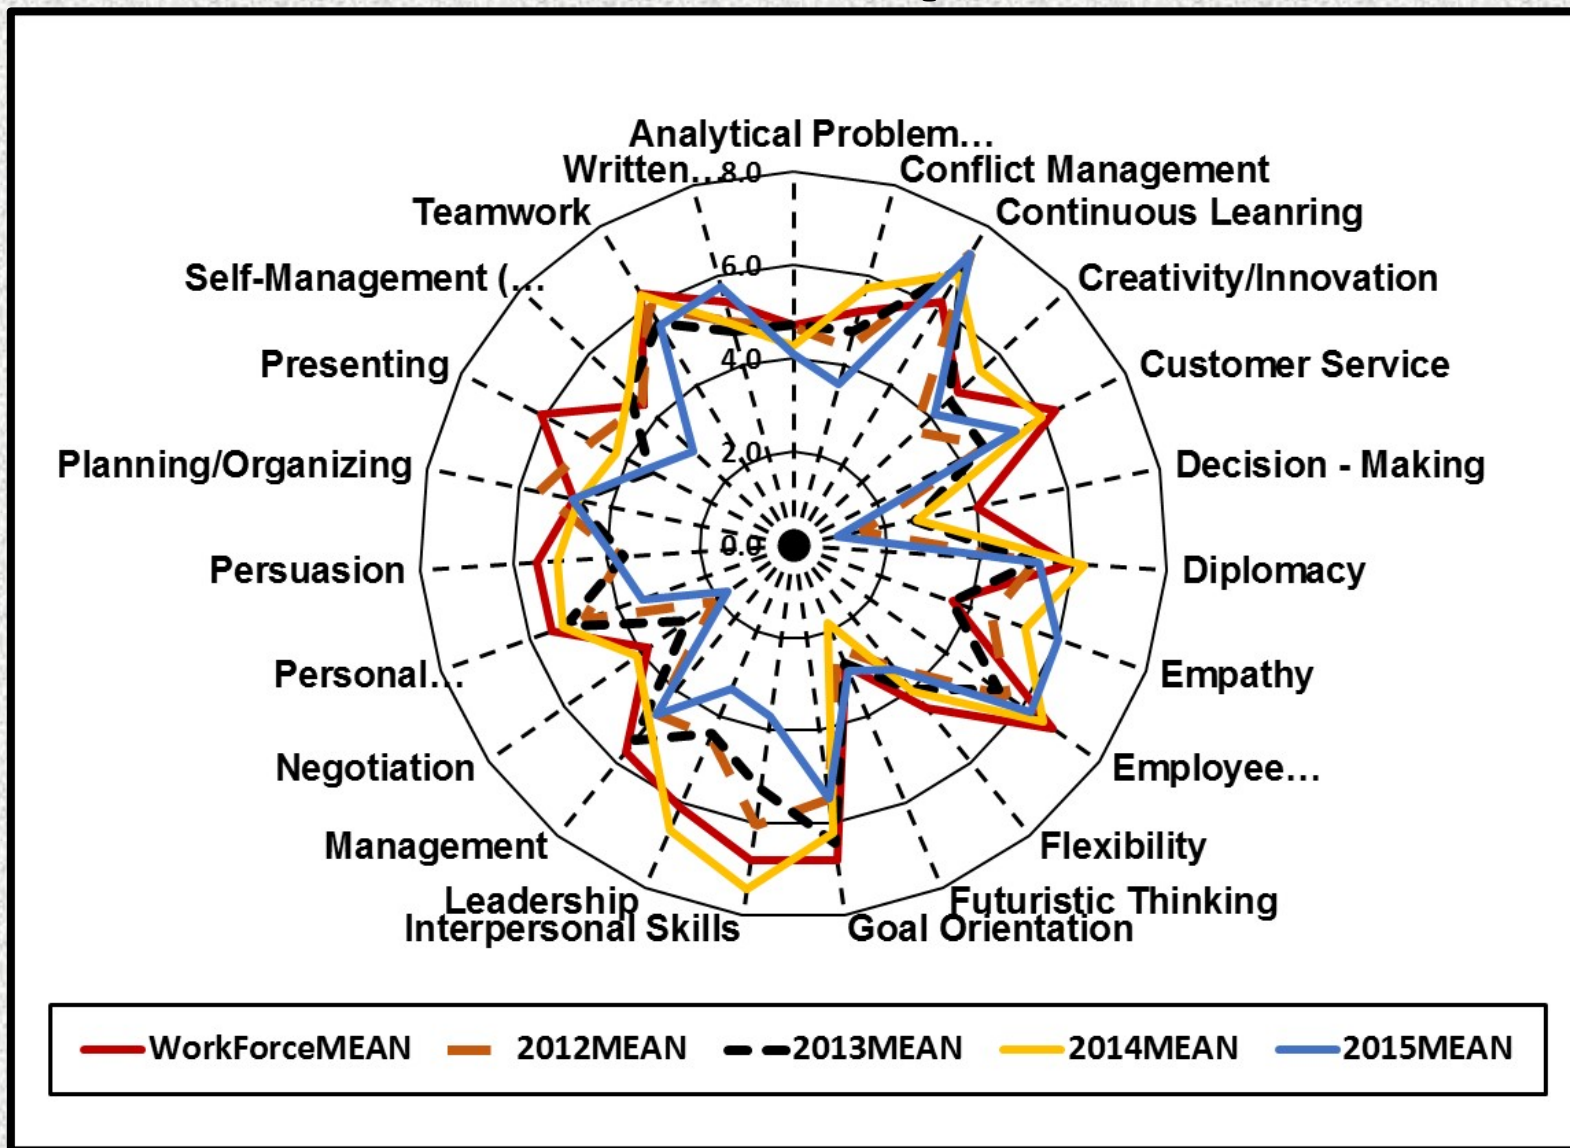 Analytical Problem…
Written…
8.0
Conflict Management
Teamwork
Continuous Leanring
6.0
Self-Management (…
Creativity/Innovation
Presenting
4.0
Customer Service
Planning/Organizing
2.0
Decision - Making
Persuasion
0.0
Diplomacy
Personal…
Empathy
Negotiation
Employee…
Management
Flexibility
Leadership
Futuristic Thinking
Interpersonal Skills
Goal Orientation
WorkForceMEAN 2012MEAN 2013MEAN 2014MEAN 2015MEAN